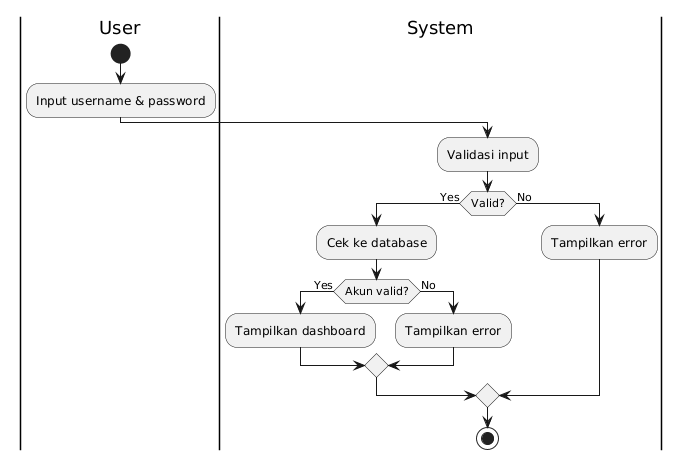 User
System
Input username & password
Validasi input
Yes
Valid?
No
Cek ke database
Tampilkan error
Yes
Akun valid?
No
Tampilkan dashboard
Tampilkan error